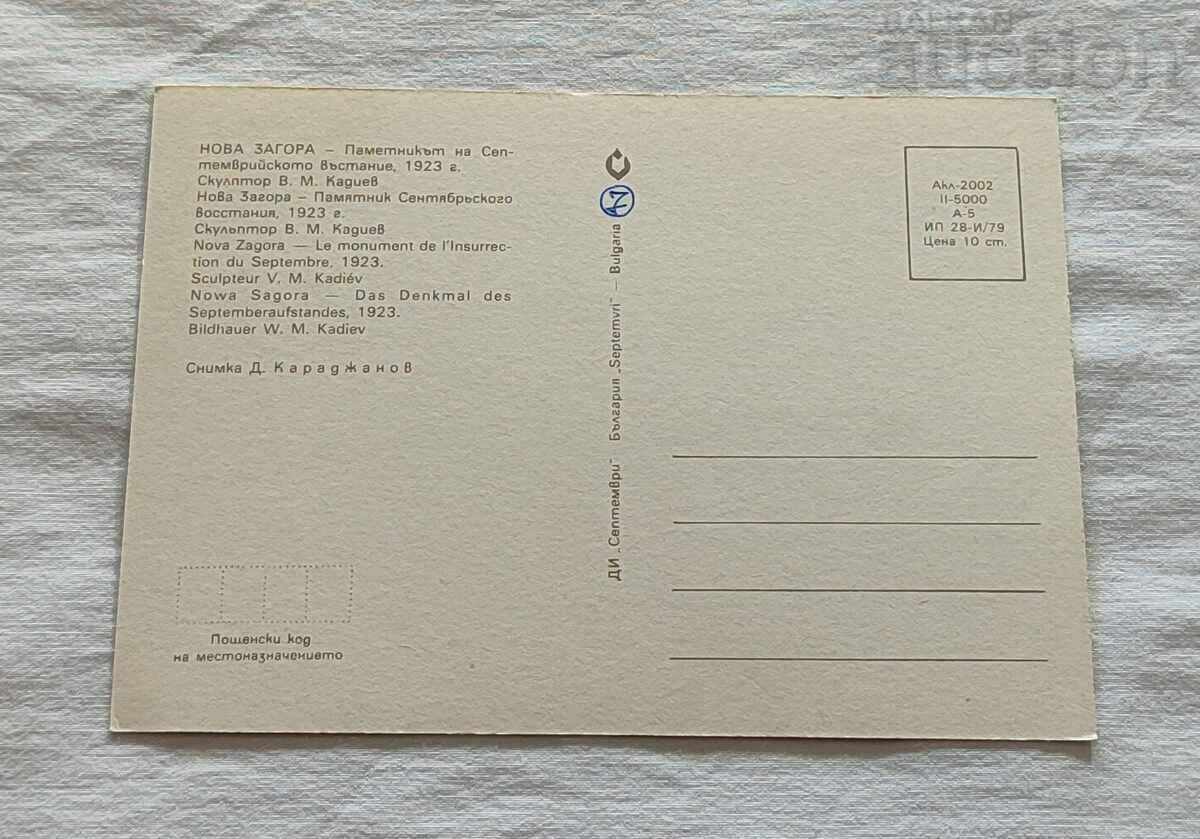 BALKAN
auction
НОВА ЗАГОРА – Паметникът на Сеп-
темврийското въстание, 1923 г.
Скулптор В. М. Кадиев
Нова Загора – Памятник Сентябрьского
Восстания, 1923 г.
Скульптор В. М. Кадиев
Nova Zagora — Le monument de l'Insurrec-
tion du Septembre, 1923.
Sculpteur V. M. Kadiév
Nowa Sagora — Das Denkmal des
Septemberaufstandes, 1923.
Bildhauer W. M. Kadiev
Снимка Д. Караджанов
Пощенски код
на местоназначението
ДИ „Септември" България „Septemvri" — Bulgaria
Акл-2002
II-5000
А-5
ИП 28-И/79
Цена 10 ст.